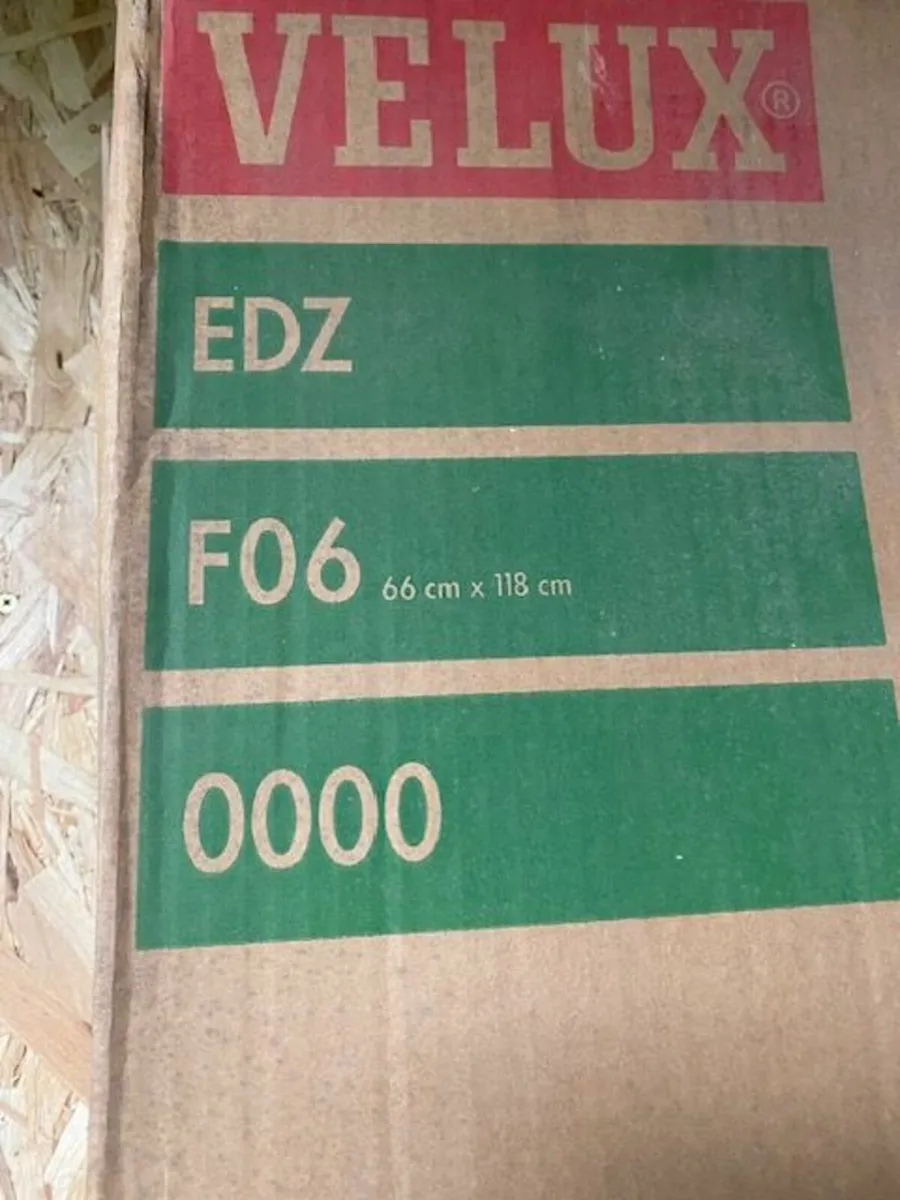 VELUX®
EDZ
F06 66 cm x 118 cm
0000